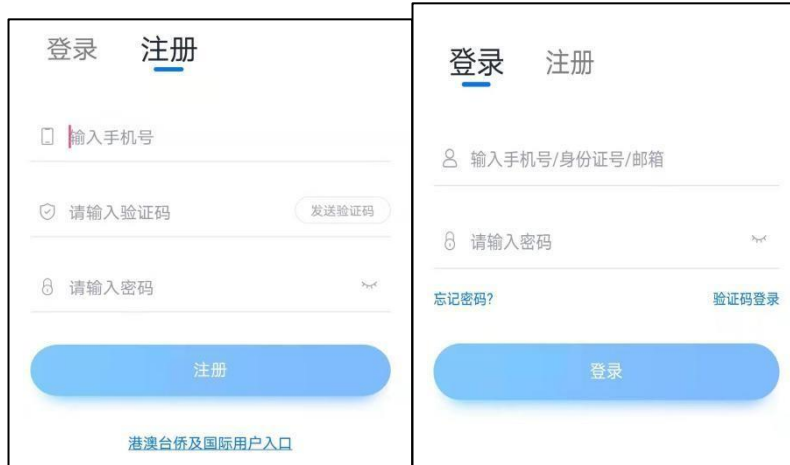 登录 注册
输入手机号
请输入验证码 发送验证码
请输入密码
注册
港澳台侨及国际用户入口
登录 注册
输入手机号/身份证号/邮箱
请输入密码
忘记密码? 验证码登录
登录